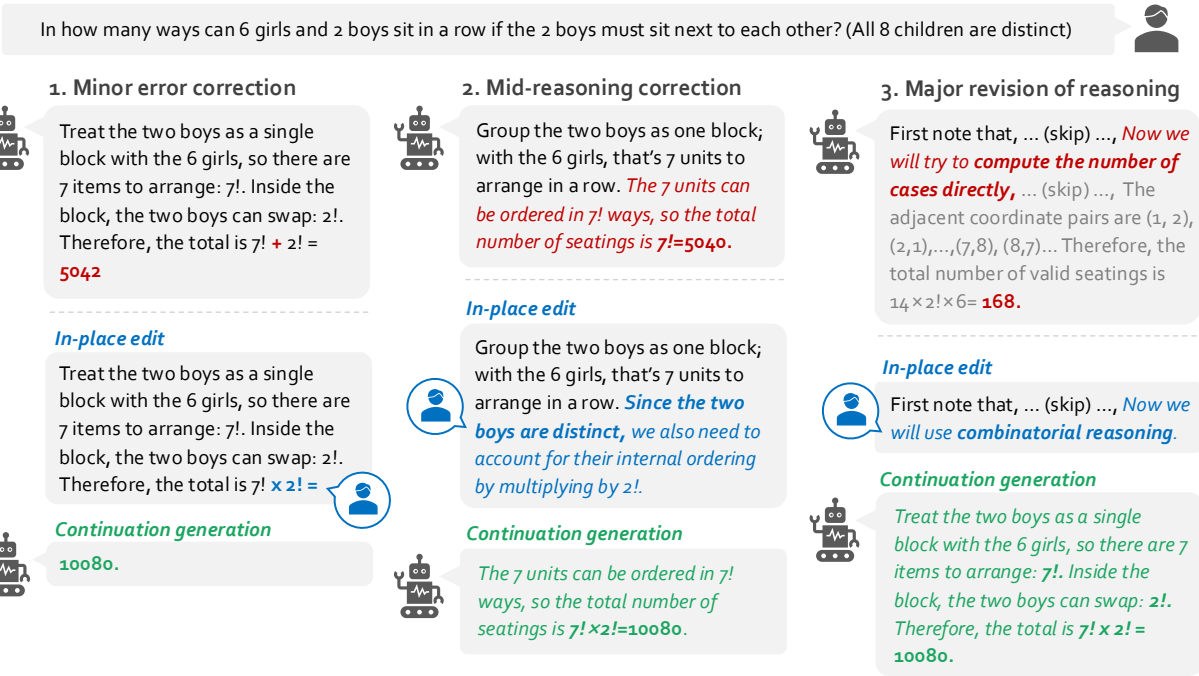 In how many ways can 6 girls and 2 boys sit in a row if the 2 boys must sit next to each other? (All 8 children are distinct)
1. Minor error correction
Treat the two boys as a single
block with the 6 girls, so there are
7 items to arrange: 7!. Inside the
block, the two boys can swap: 2!.
Therefore, the total is 7! + 2! =
5042
In-place edit
Treat the two boys as a single
block with the 6 girls, so there are
7 items to arrange: 7!. Inside the
block, the two boys can swap: 2!.
Therefore, the total is 7! x 2! =
Continuation generation
10080.
2. Mid-reasoning correction
Group the two boys as one block;
with the 6 girls, that's 7 units to
arrange in a row. The 7 units can
be ordered in 7! ways, so the total
number of seatings is 7!=5040.
In-place edit
Group the two boys as one block;
with the 6 girls, that's 7 units to
arrange in a row. Since the two
boys are distinct, we also need to
account for their internal ordering
by multiplying by 2!.
Continuation generation
The 7 units can be ordered in 7!
ways, so the total number of
seatings is 7!×2!=10080.
3. Major revision of reasoning
First note that, ... (skip) ..., Now we
will try to compute the number of
cases directly, ... (skip) ..., The
adjacent coordinate pairs are (1, 2),
(2,1),...,(7,8), (8,7)... Therefore, the
total number of valid seatings is
14×2!×6= 168.
In-place edit
First note that, ... (skip) ..., Now we
will use combinatorial reasoning.
Continuation generation
Treat the two boys as a single
block with the 6 girls, so there are 7
items to arrange: 7!. Inside the
block, the two boys can swap: 2!.
Therefore, the total is 7! x 2! =
10080.